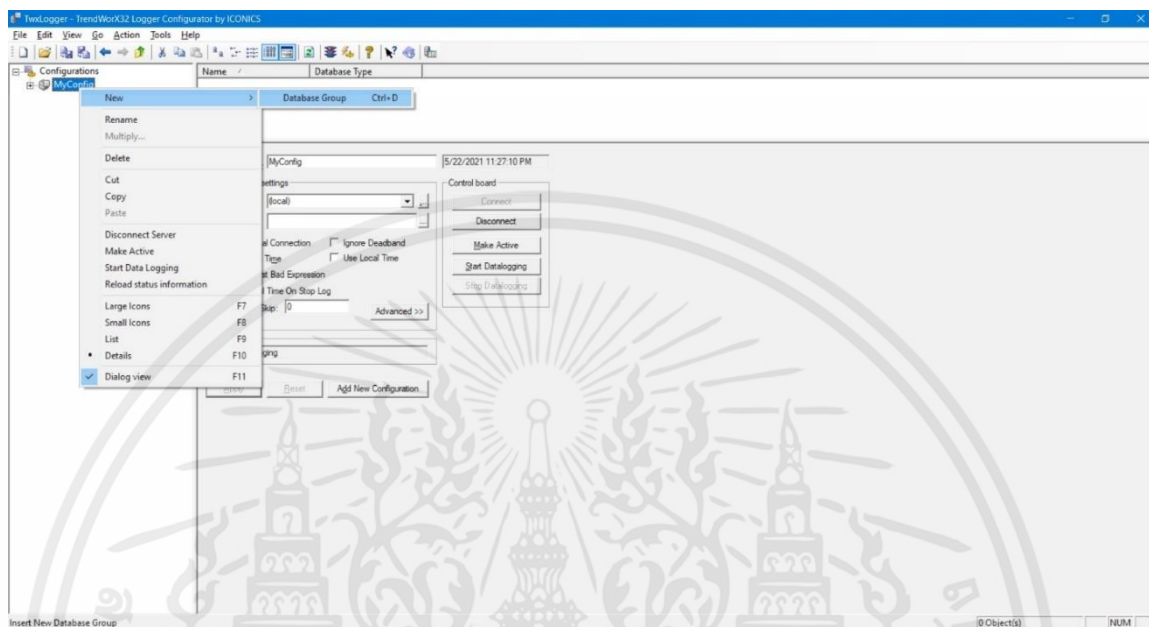 TwxLogger - TrendWorX32 Logger Configurator by ICONICS
File Edit View Go Action Tools Help
Configurations
MyConfig
Name / Database Type
New > Database Group Ctrl+D
Rename
Multiply...
Delete
Cut
Copy
Paste
Disconnect Server
Make Active
Start Data Logging
Reload status information
Large Icons F7
Small Icons F8
List F9
Details F10
Dialog view F11
MyConfig 5/22/2021 11:27:10 PM
ettings
(local)
al Connection Ignore Deadband
Time Use Local Time
at Bad Expression
l Time On Stop Log
Skip: 0 Advanced >>
ging
Apply Reset Add New Configuration...
Control board
Connect
Disconnect
Make Active
Start Datalogging
Stop Datalogging
Insert New Database Group 0 Object(s) NUM